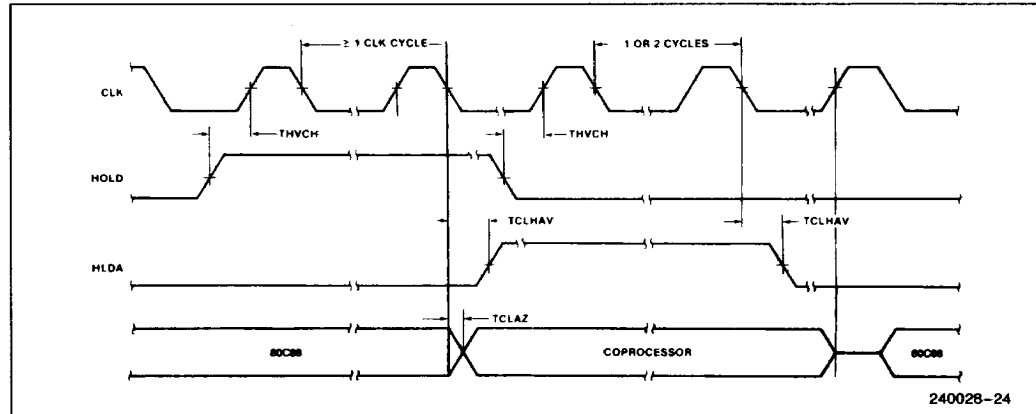 ≥ 1 CLK CYCLE
1 OR 2 CYCLES
CLK
THVCH
THVCH
HOLD
TCLHAV
TCLHAV
HLDA
TCLAZ
80C88
COPROCESSOR
80C88
240028-24